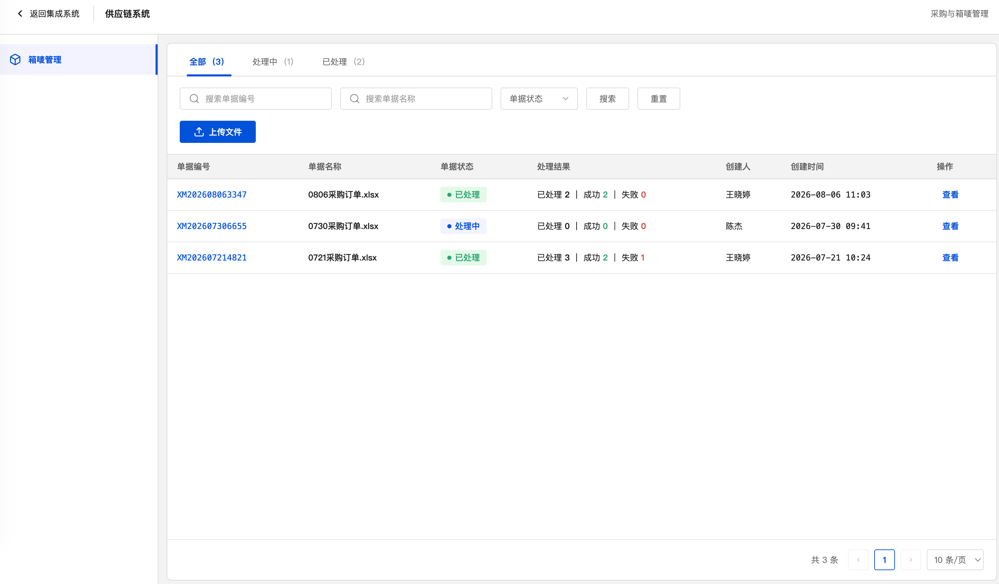 返回集成系统 供应链系统 采购与箱唛管理
箱唛管理
全部 (3) 处理中 (1) 已处理 (2)
搜索单据编号 搜索单据名称 单据状态 搜索 重置
上传文件
单据编号 单据名称 单据状态 处理结果 创建人 创建时间 操作
XM202608063347 0806采购订单.xlsx 已处理 已处理 2 | 成功 2 | 失败 0 王晓婷 2026-08-06 11:03 查看
XM202607306655 0730采购订单.xlsx 处理中 已处理 0 | 成功 0 | 失败 0 陈杰 2026-07-30 09:41 查看
XM202607214821 0721采购订单.xlsx 已处理 已处理 3 | 成功 2 | 失败 1 王晓婷 2026-07-21 10:24 查看
共 3 条 < 1 > 10 条/页